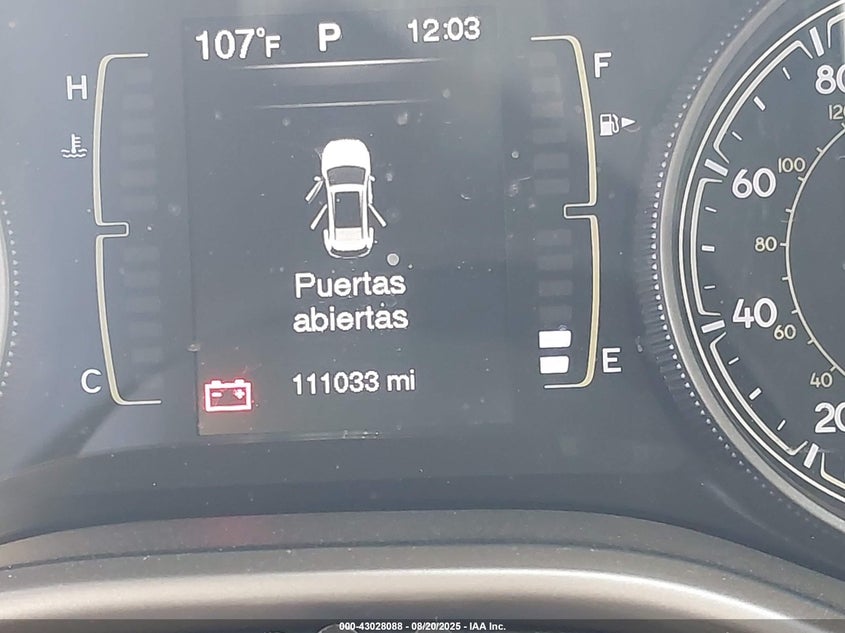 107°F P 12:03
H
F
C
E
Puertas
abiertas
111033 mi
80
120
100
60
80
40
60
40
20
000-43028088 - 08/20/2025 - IAA Inc.